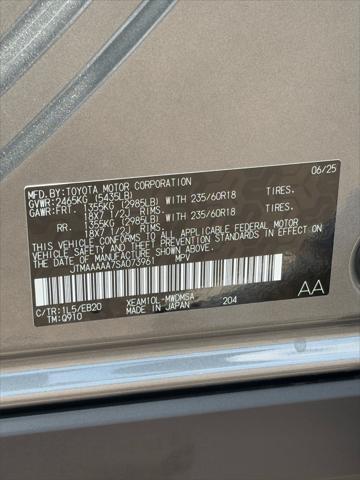 MFD.BY:TOYOTA MOTOR CORPORATION 06/25
GVWR:2465KG (5435LB)
GAWR:FRT. 1355KG (2985LB) WITH 235/60R18 TIRES,
18X7 1/2J RIMS,
RR. 1355KG (2985LB) WITH 235/60R18 TIRES,
18X7 1/2J RIMS,
THIS VEHICLE CONFORMS TO ALL APPLICABLE FEDERAL MOTOR
VEHICLE SAFETY AND THEFT PREVENTION STANDARDS IN EFFECT ON
THE DATE OF MANUFACTURE SHOWN ABOVE.
JTMAAAAA7SA073961 MPV
C/TR:1L5/EB20 XEAM10L-MWDMSA 204 AA
TM:Q910 MADE IN JAPAN